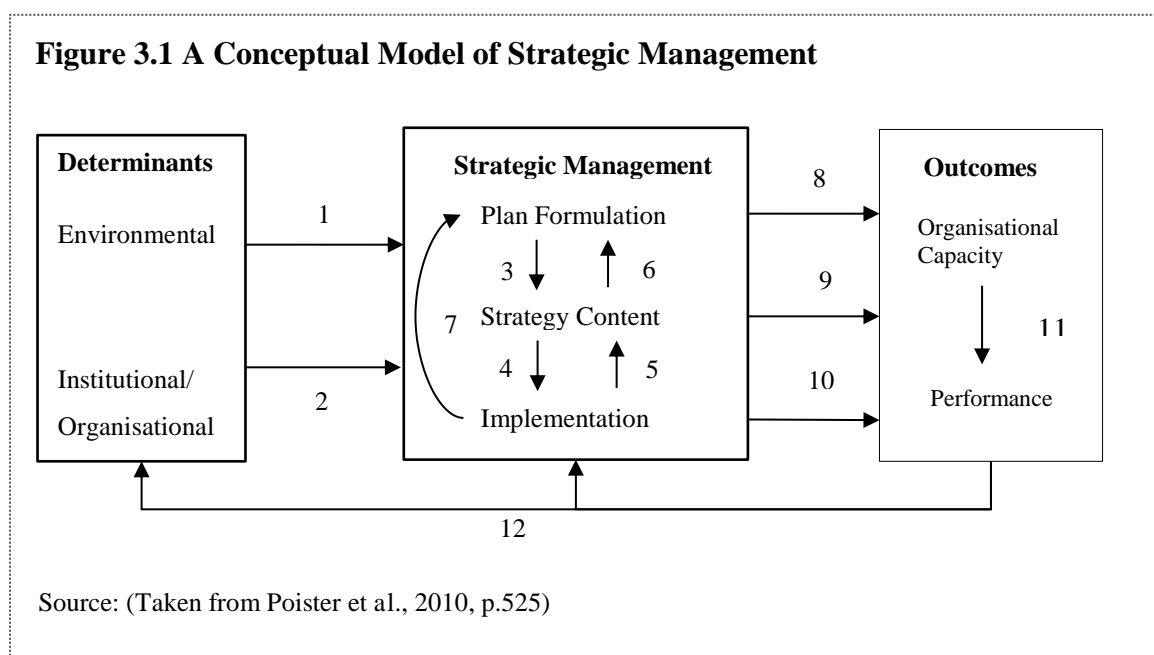 Figure 3.1 A Conceptual Model of Strategic Management
Determinants
Environmental
Institutional/
Organisational
1
2
Strategic Management
Plan Formulation
3
6
7
Strategy Content
4
5
Implementation
8
9
10
Outcomes
Organisational
Capacity
11
Performance
12
Source: (Taken from Poister et al., 2010, p.525)